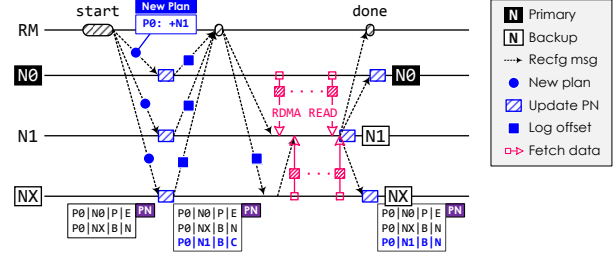 start
New Plan
P0: +N1
done
RM
N0
N0
RDMA READ
N1
N1
NX
NX
P0|N0|P|E
PN
P0|NX|B|N
P0|N0|P|E
PN
P0|NX|B|N
P0|N1|B|C
P0|N0|P|E
PN
P0|NX|B|N
P0|N1|B|N
N Primary
N Backup
Recfg msg
New plan
Update PN
Log offset
Fetch data